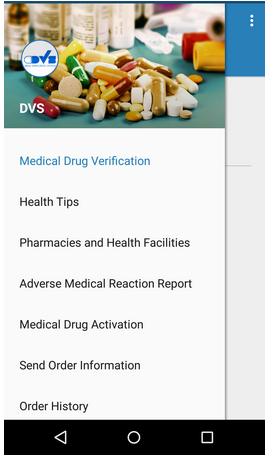 DVS
DVS
Medical Drug Verification
Health Tips
Pharmacies and Health Facilities
Adverse Medical Reaction Report
Medical Drug Activation
Send Order Information
Order History